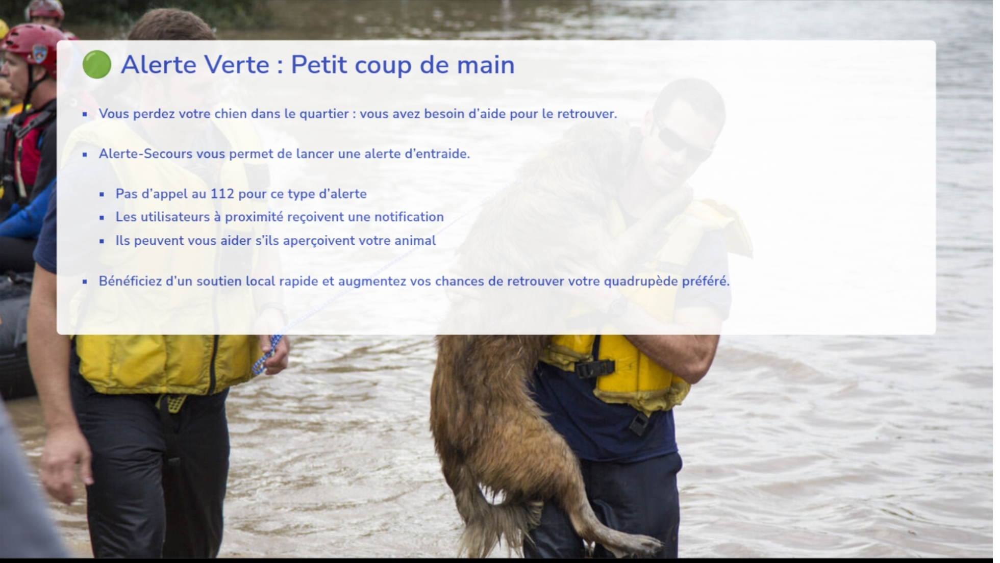 Alerte Verte : Petit coup de main
Vous perdez votre chien dans le quartier : vous avez besoin d’aide pour le retrouver.
Alerte-Secours vous permet de lancer une alerte d’entraide.
Pas d’appel au 112 pour ce type d’alerte
Les utilisateurs à proximité reçoivent une notification
Ils peuvent vous aider s’ils aperçoivent votre animal
Bénéficiez d’un soutien local rapide et augmentez vos chances de retrouver votre quadrupède préféré.